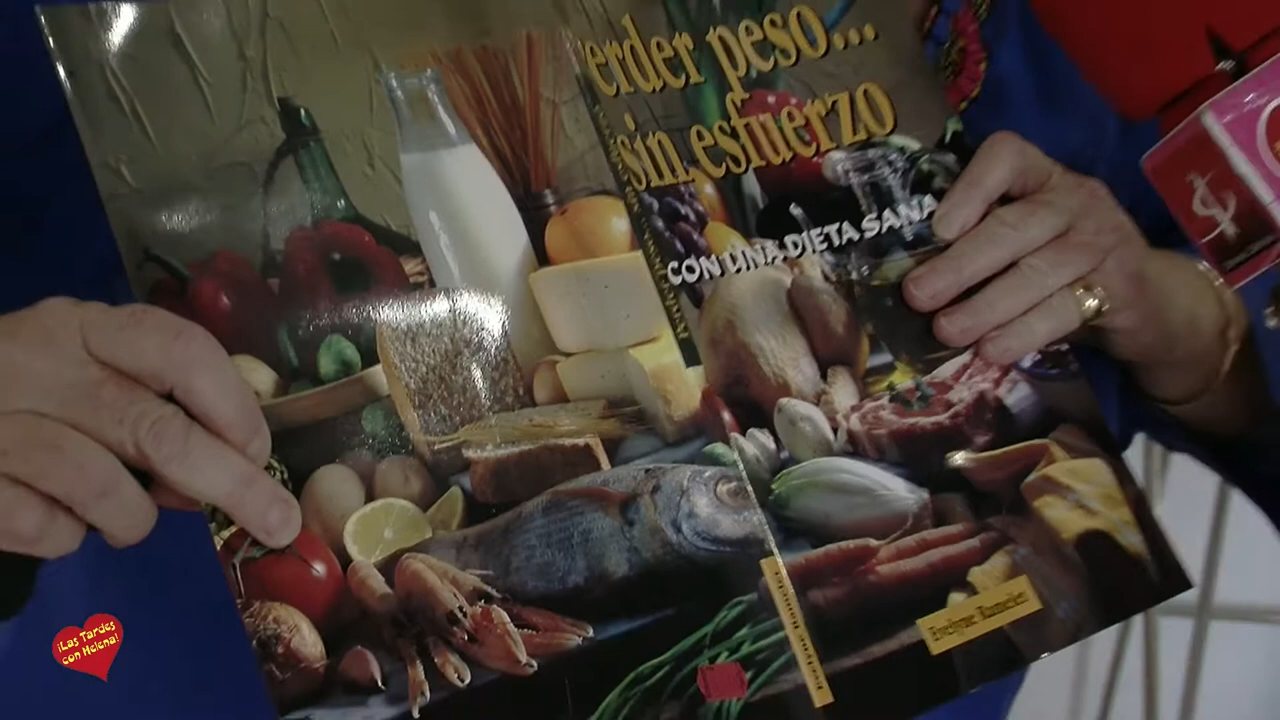 erder peso...
sin esfuerzo
CON UNA DIETA SANA
¡Las Tardes
con Helena!